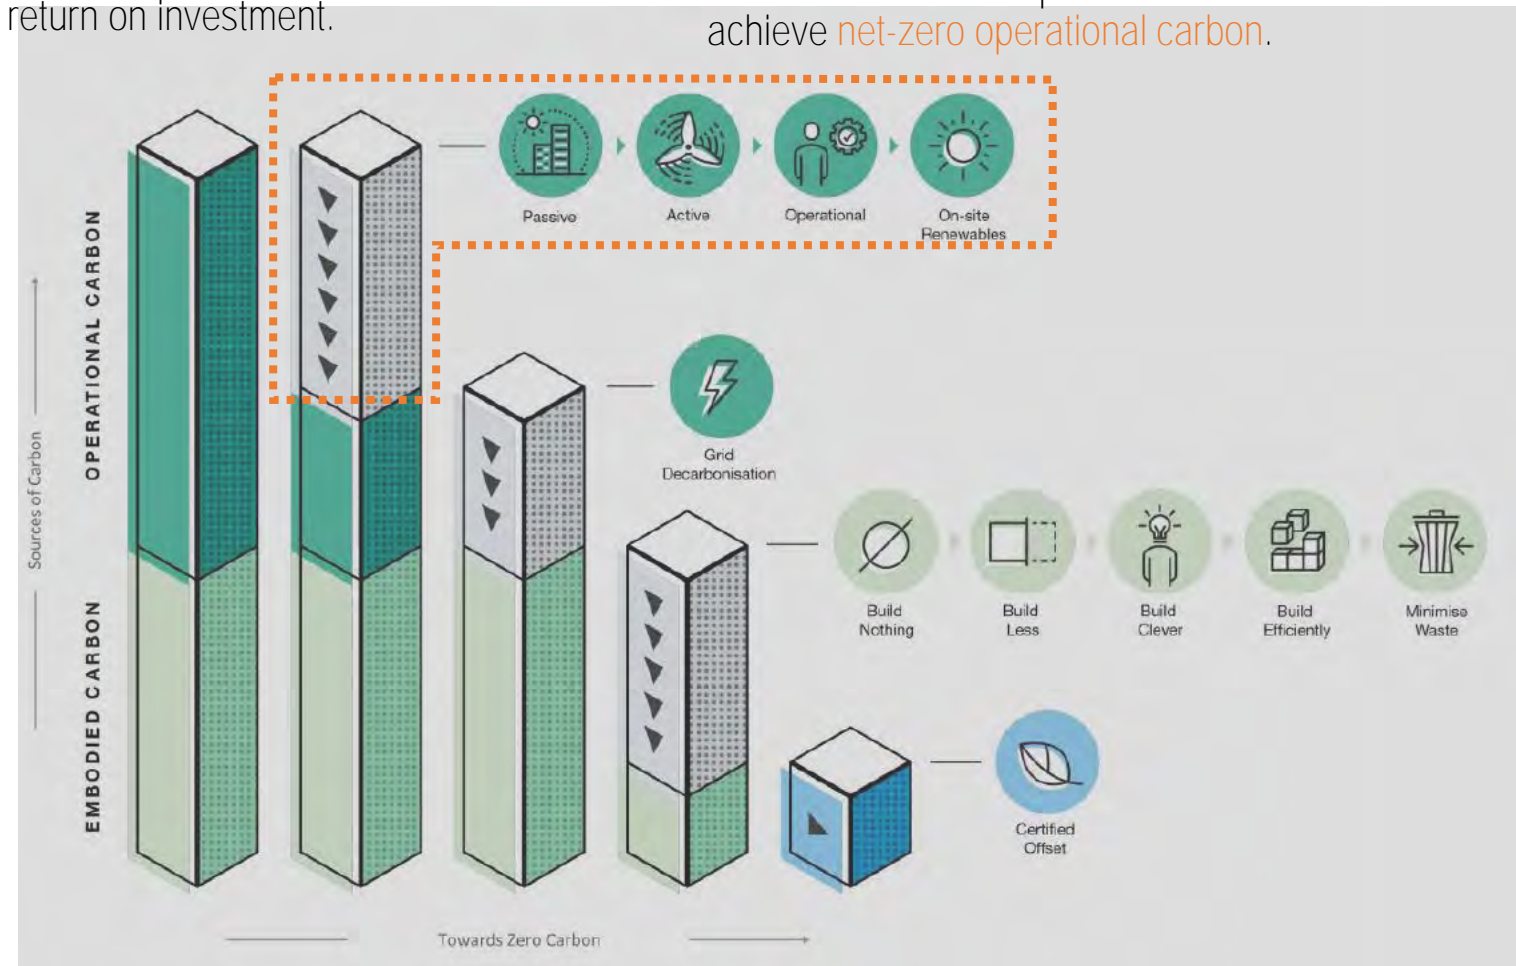 return on investment.
achieve net-zero operational carbon.
Passive
Active
Operational
On-site
Renewables
OPERATIONAL CARBON
Grid
Decarbonisation
Sources of Carbon
Build
Nothing
Build
Less
Build
Clever
Build
Efficiently
Minimise
Waste
EMBODIED CARBON
Certified
Offset
Towards Zero Carbon